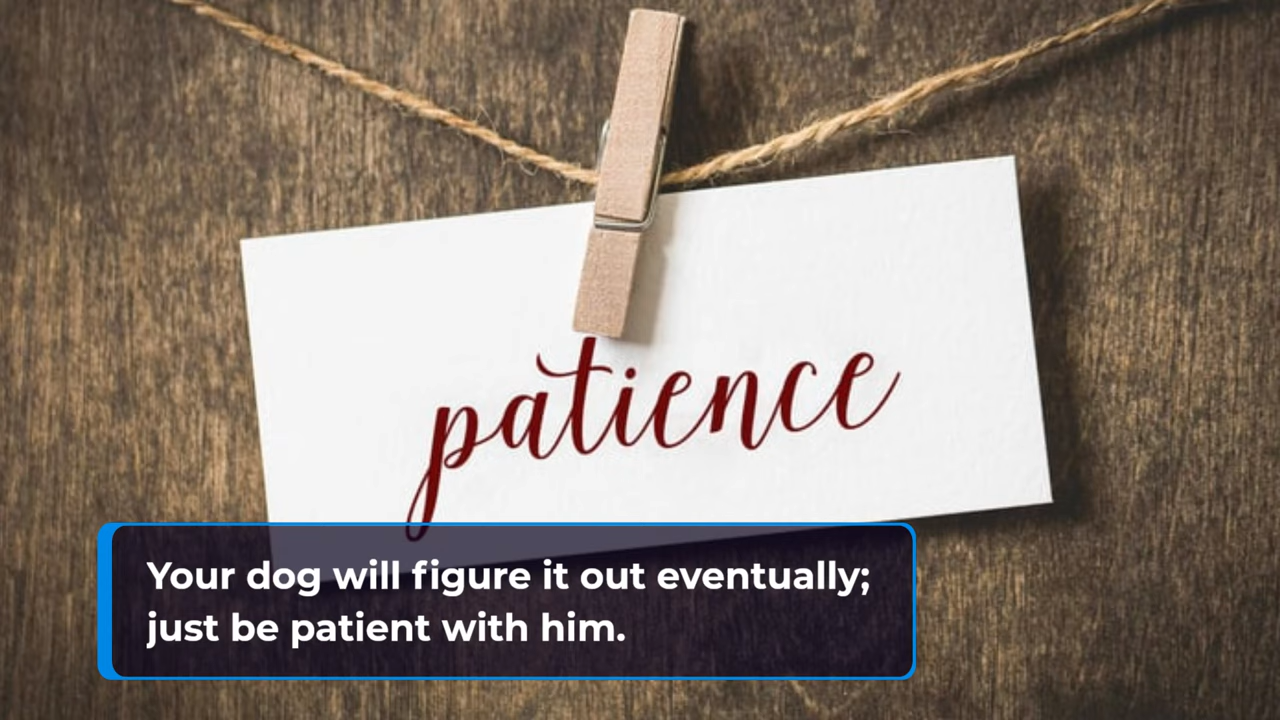 patience
Your dog will figure it out eventually;
just be patient with him.